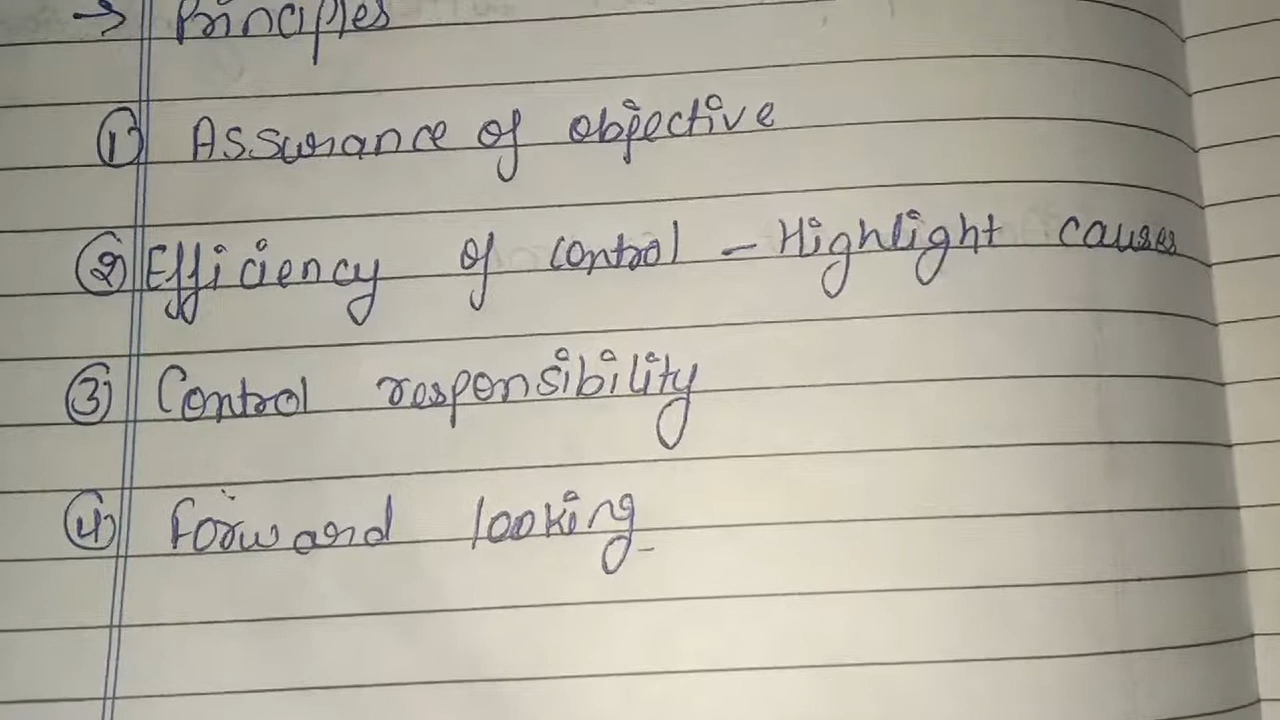 → Principles
① Assurance of objective
② Efficiency of control - Highlight causes
③ Control responsibility
④ Forward looking